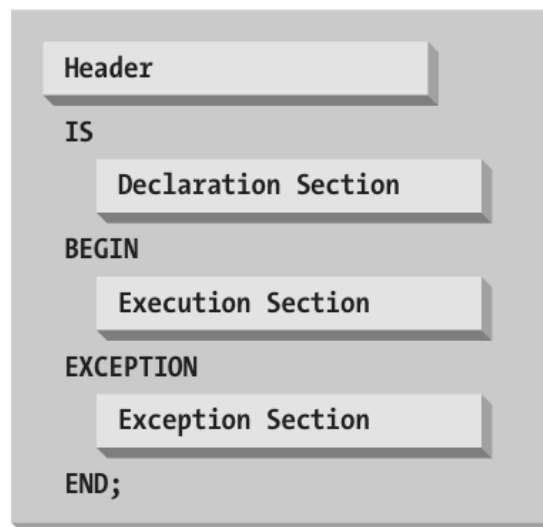 Header
IS
Declaration Section
BEGIN
Execution Section
EXCEPTION
Exception Section
END;